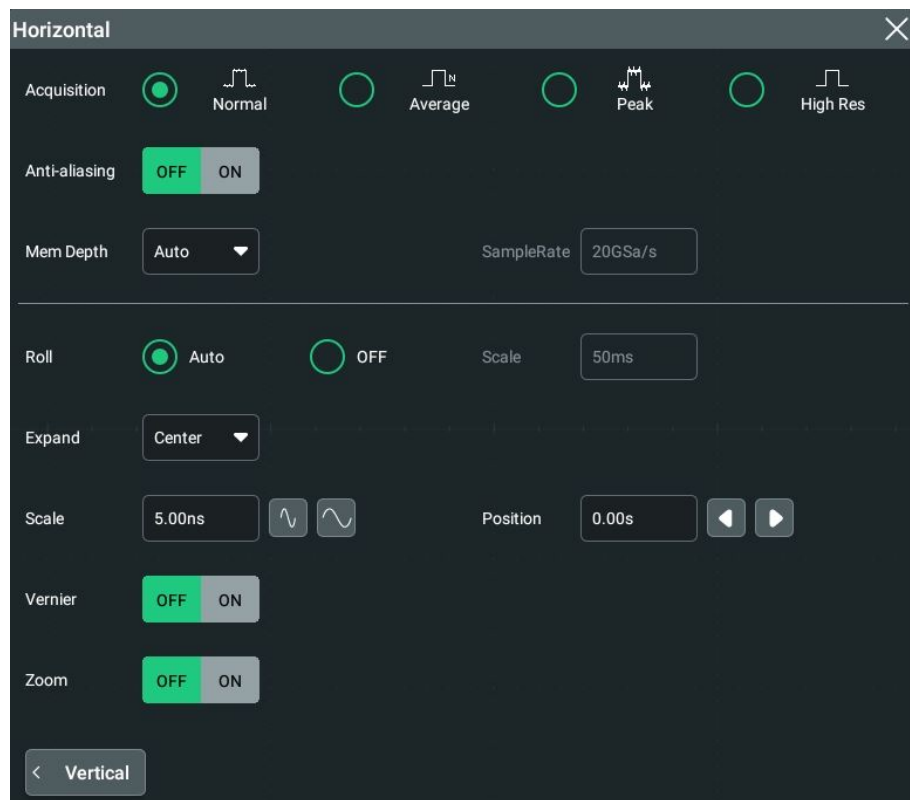 Horizontal
Acquisition Normal N Average Peak High Res
Anti-aliasing OFF ON
Mem Depth Auto SampleRate 20GSa/s
Roll Auto OFF Scale 50ms
Expand Center
Scale 5.00ns Position 0.00s
Vernier OFF ON
Zoom OFF ON
Vertical